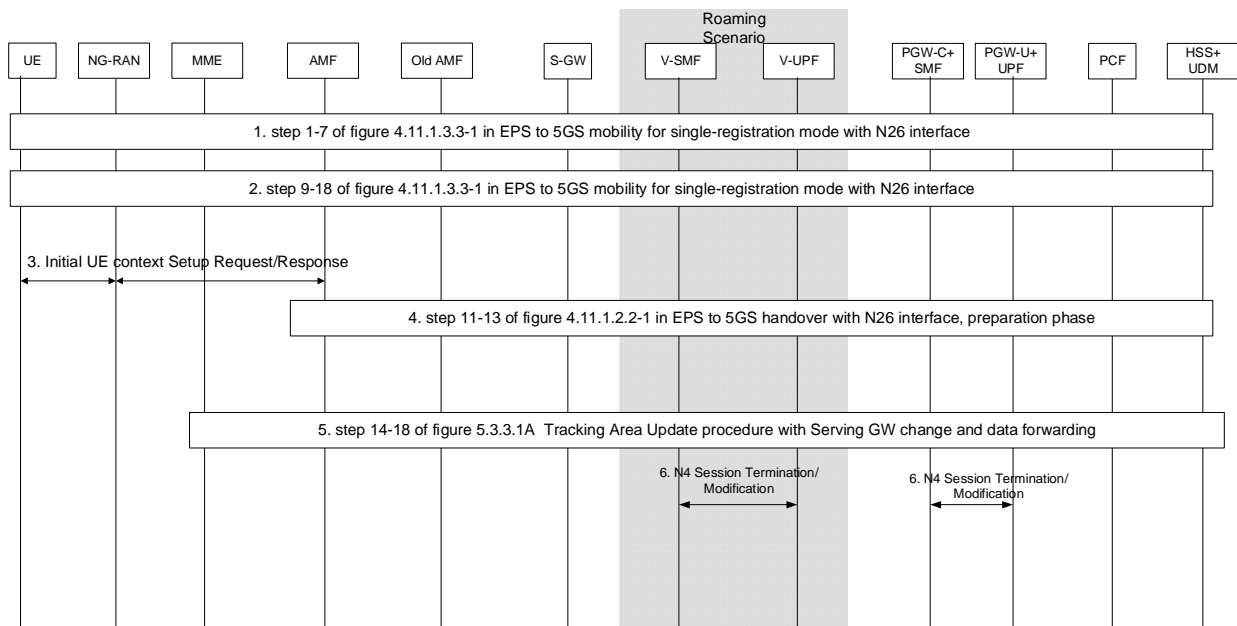 Roaming
Scenario
UE
NG-RAN
MME
AMF
Old AMF
S-GW
V-SMF
V-UPF
PGW-C+
SMF
PGW-U+
UPF
PCF
HSS+
UDM
1. step 1-7 of figure 4.11.1.3.3-1 in EPS to 5GS mobility for single-registration mode with N26 interface
2. step 9-18 of figure 4.11.1.3.3-1 in EPS to 5GS mobility for single-registration mode with N26 interface
3. Initial UE context Setup Request/Response
4. step 11-13 of figure 4.11.1.2.2-1 in EPS to 5GS handover with N26 interface, preparation phase
5. step 14-18 of figure 5.3.3.1A Tracking Area Update procedure with Serving GW change and data forwarding
6. N4 Session Termination/
Modification
6. N4 Session Termination/
Modification